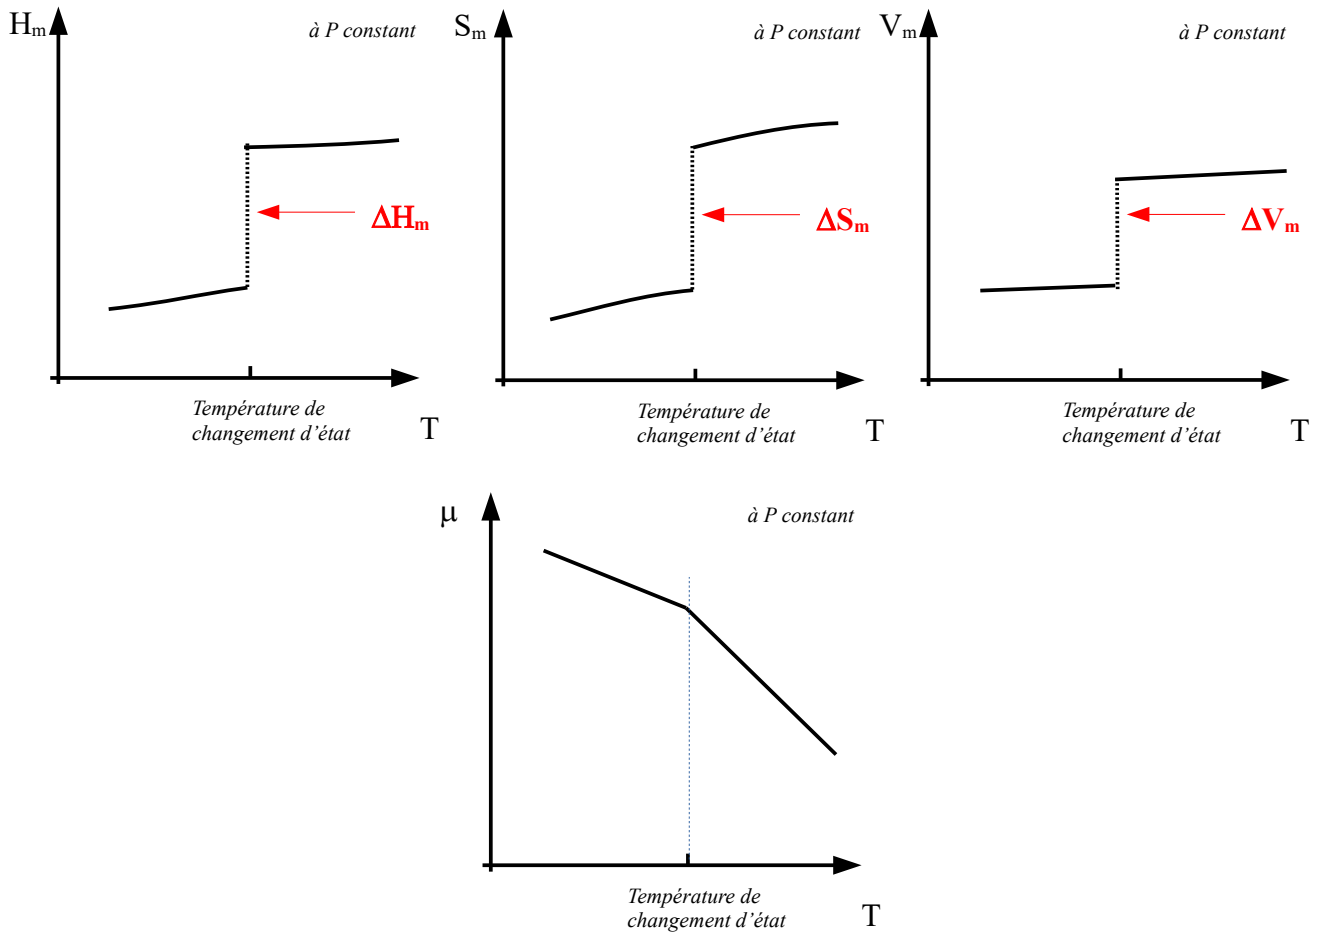 Hm
à P constant
ΔHm
Température de
changement d’état
T
Sm
à P constant
ΔSm
Température de
changement d’état
T
Vm
à P constant
ΔVm
Température de
changement d’état
T
μ
à P constant
Température de
changement d’état
T